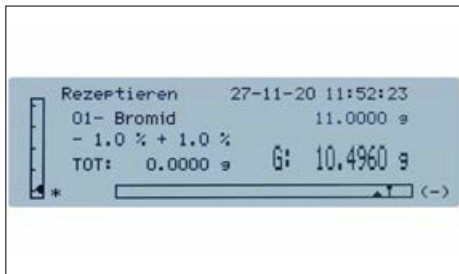 Rezeptieren 27-11-20 11:52:23
01- Bromid 11.0000 g
- 1.0 % + 1.0 %
TOT: 0.0000 g G: 10.4960 g
* (-)